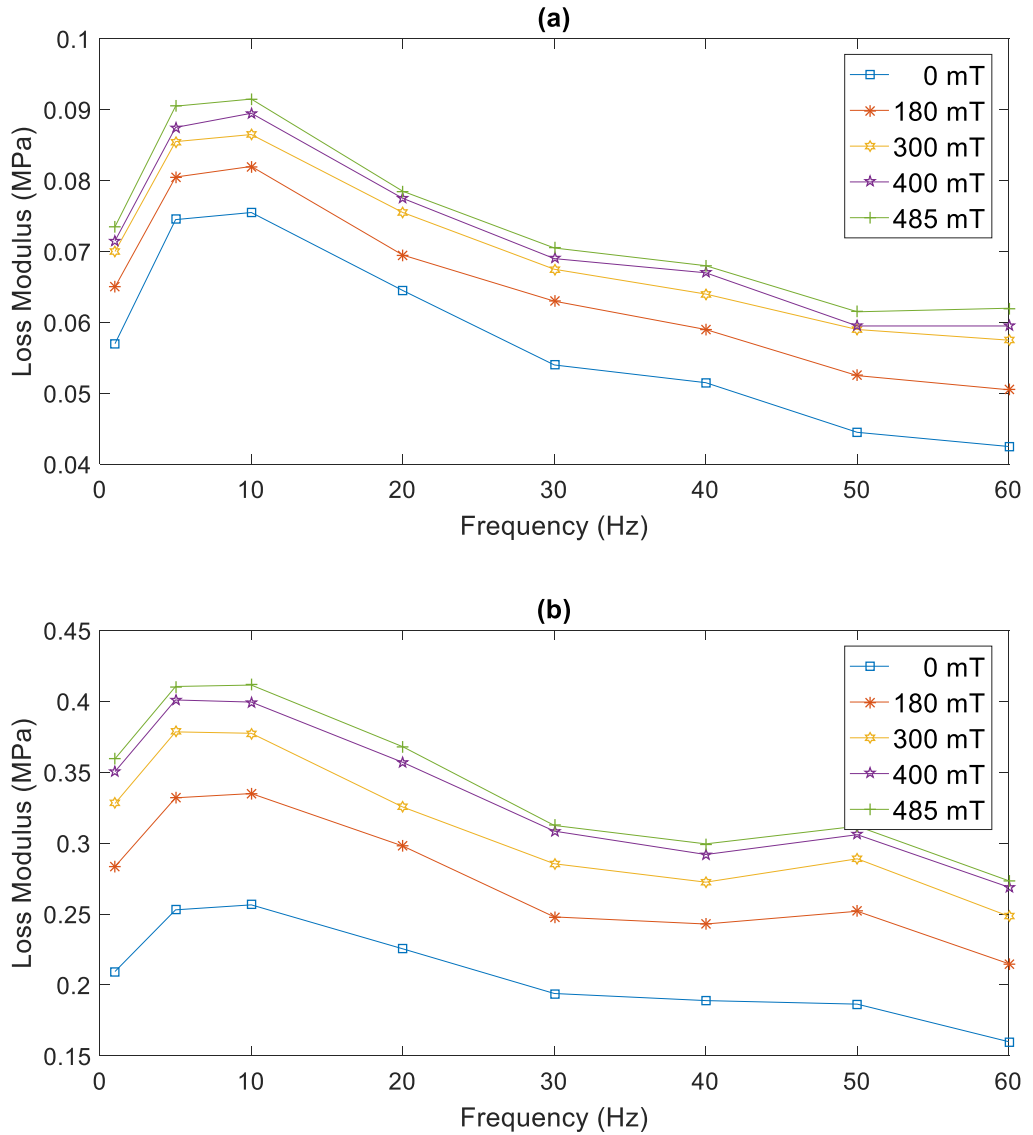 (a)
0.1
0.09
0.08
0.07
0.06
0.05
0.04
Loss Modulus (MPa)
0 mT
180 mT
300 mT
400 mT
485 mT
0 10 20 30 40 50 60
Frequency (Hz)
(b)
0.45
0.4
0.35
0.3
0.25
0.2
0.15
Loss Modulus (MPa)
0 mT
180 mT
300 mT
400 mT
485 mT
0 10 20 30 40 50 60
Frequency (Hz)